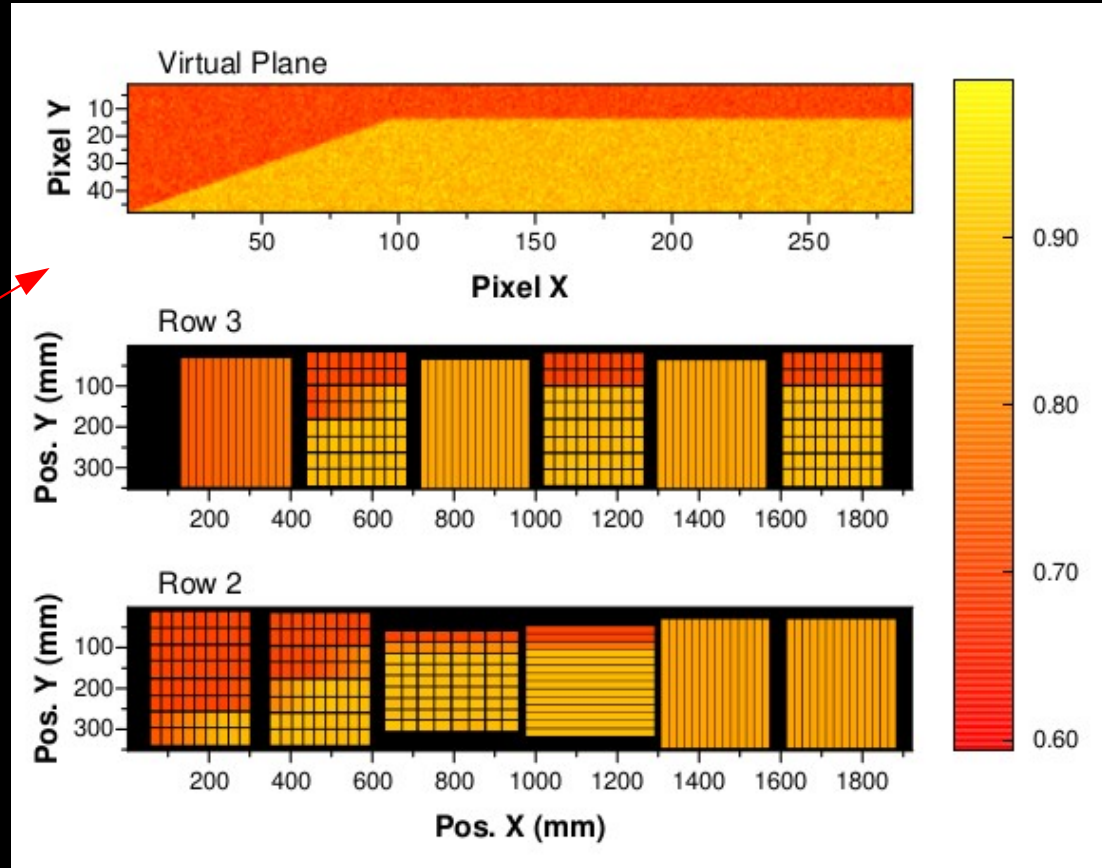 Virtual Plane
Pixel Y
10
20
30
40
50 100 150 200 250
Pixel X
0.90
0.80
0.70
0.60
Row 3
Pos. Y (mm)
100
200
300
200 400 600 800 1000 1200 1400 1600 1800
Row 2
Pos. Y (mm)
100
200
300
200 400 600 800 1000 1200 1400 1600 1800
Pos. X (mm)